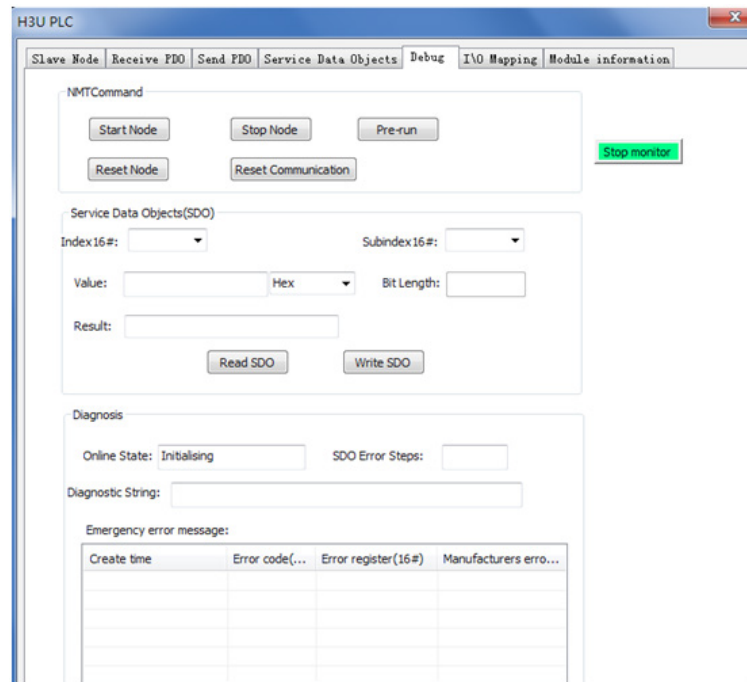 H3U PLC
Slave Node Receive PDO Send PDO Service Data Objects Debug I\O Mapping Module information
NMTCommand
Start Node Stop Node Pre-run
Stop monitor
Reset Node Reset Communication
Service Data Objects(SDO)
Index16#: Subindex16#:
Value: Hex Bit Length:
Result:
Read SDO Write SDO
Diagnosis
Online State: Initialising SDO Error Steps:
Diagnostic String:
Emergency error message:
Create time Error code(... Error register(16#) Manufacturers erro...